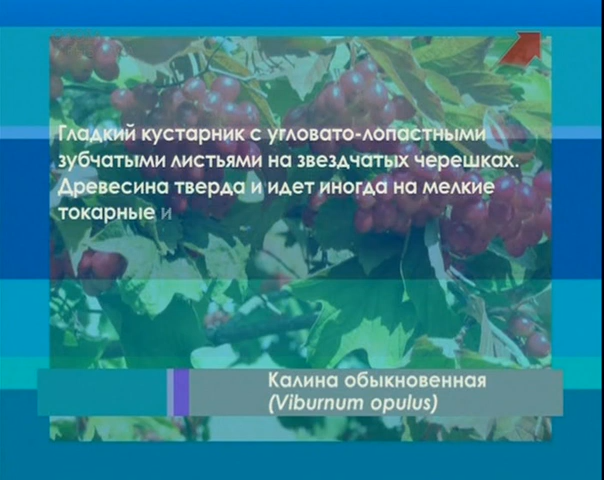 Гладкий кустарник с угловато-лопастными
зубчатыми листьями на звездчатых черешках.
Древесина тверда и идет иногда на мелкие
токарные и
Калина обыкновенная
(Viburnum opulus)